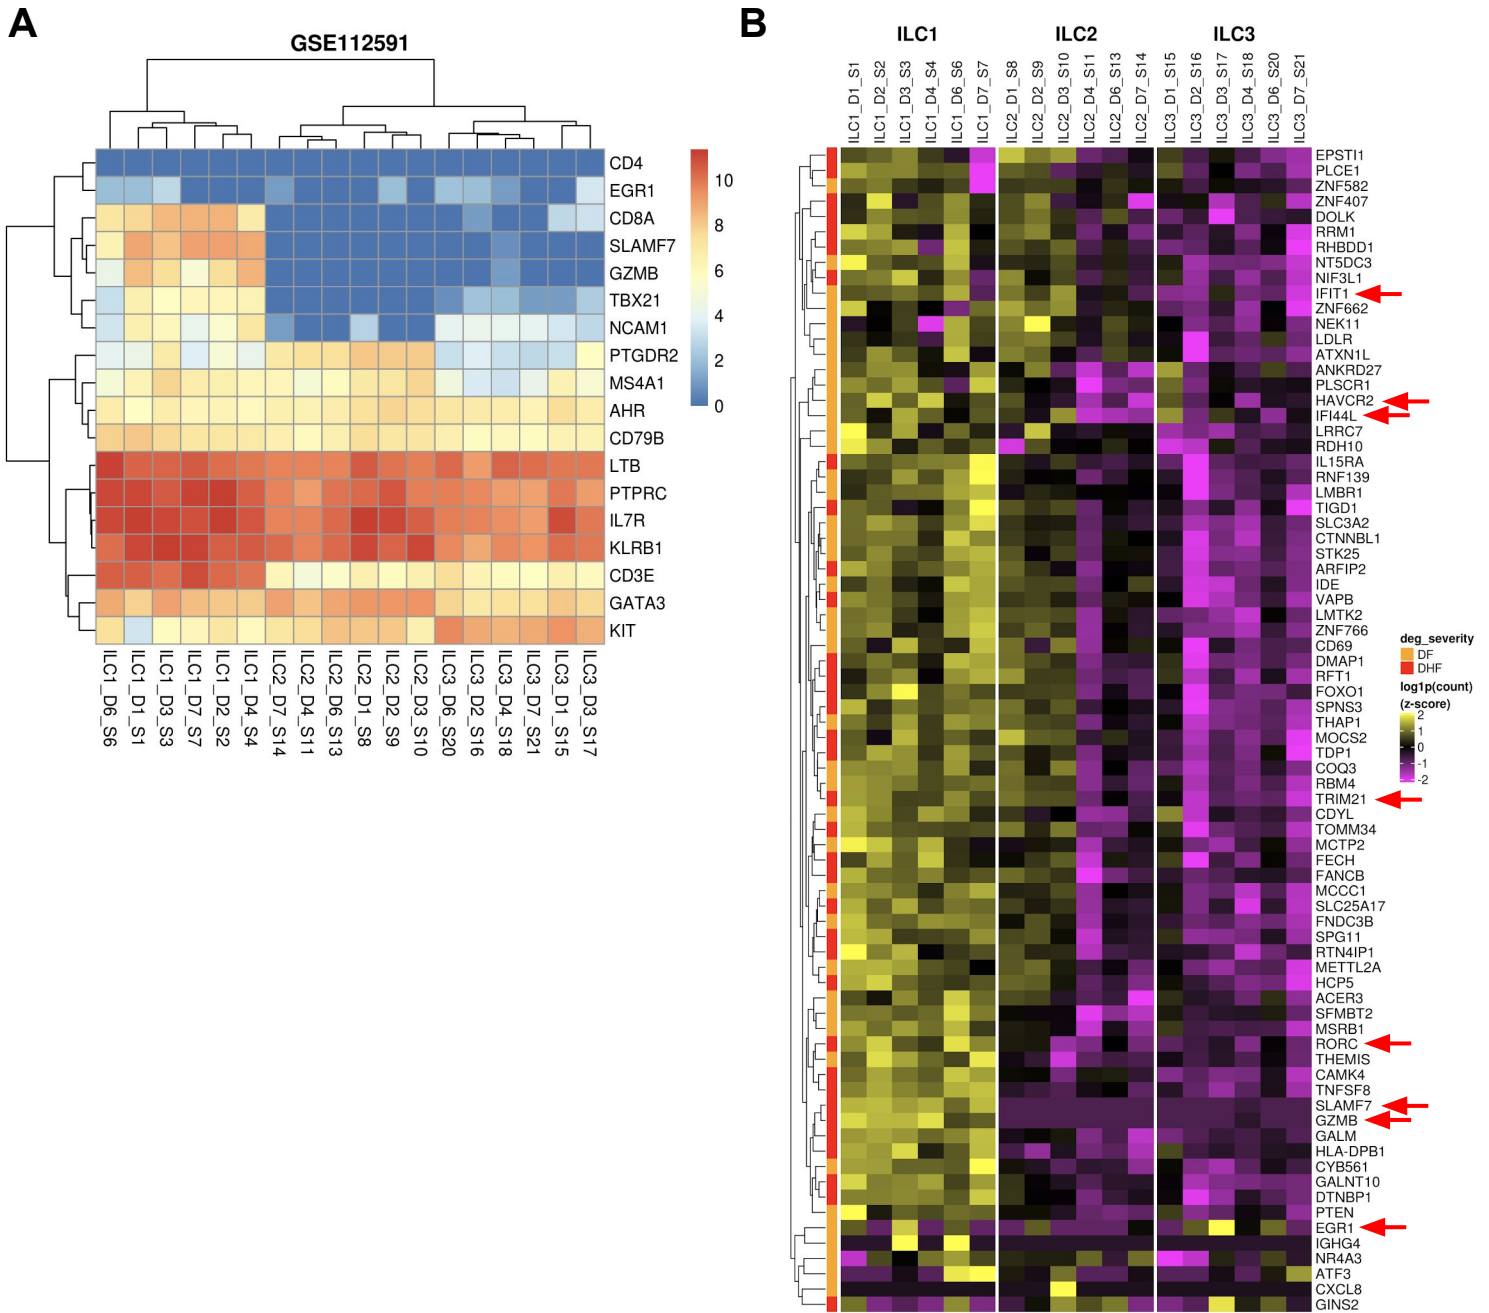 A
GSE112591
CD4
EGR1
CD8A
SLAMF7
GZMB
TBX21
NCAM1
PTGDR2
MS4A1
AHR
CD79B
LTB
PTPRC
IL7R
KLRB1
CD3E
GATA3
KIT
10
8
6
4
2
0
ILC1_D6_S6
ILC1_D1_S1
ILC1_D3_S3
ILC1_D7_S7
ILC1_D2_S2
ILC1_D4_S4
ILC2_D7_S14
ILC2_D4_S11
ILC2_D6_S13
ILC2_D1_S8
ILC2_D2_S9
ILC2_D3_S10
ILC3_D6_S20
ILC3_D2_S16
ILC3_D4_S18
ILC3_D7_S21
ILC3_D1_S15
ILC3_D3_S17
B
ILC1
ILC2
ILC3
ILC1_D1_S1
ILC1_D2_S2
ILC1_D3_S3
ILC1_D4_S4
ILC1_D6_S6
ILC1_D7_S7
ILC2_D1_S8
ILC2_D2_S9
ILC2_D3_S10
ILC2_D4_S11
ILC2_D6_S13
ILC2_D7_S14
ILC3_D1_S15
ILC3_D2_S16
ILC3_D3_S17
ILC3_D4_S18
ILC3_D6_S20
ILC3_D7_S21
EPSTI1
PLCE1
ZNF582
ZNF407
DOLK
RRM1
RHBDD1
NT5DC3
NIF3L1
IFIT1
ZNF662
NEK11
LDLR
ATXN1L
ANKRD27
PLSCR1
HAVCR2
IFI44L
LRRC7
RDH10
IL15RA
RNF139
LMBR1
TIGD1
SLC3A2
CTNNBL1
STK25
ARFIP2
IDE
VAPB
LMTK2
ZNF766
CD69
DMAP1
RFT1
FOXO1
SPNS3
THAP1
MOCS2
TDP1
COQ3
RBM4
TRIM21
CDYL
TOMM34
MCTP2
FECH
FANCB
MCCC1
SLC25A17
FNDC3B
SPG11
RTN4IP1
METTL2A
HCP5
ACER3
SFMBT2
MSRB1
RORC
THEMIS
CAMK4
TNFSF8
SLAMF7
GZMB
GALM
HLA-DPB1
CYB561
GALNT10
DTNBP1
PTEN
EGR1
IGHG4
NR4A3
ATF3
CXCL8
GINS2
deg_severity
DF
DHF
log1p(count)
(z-score)
2
1
0
-1
-2